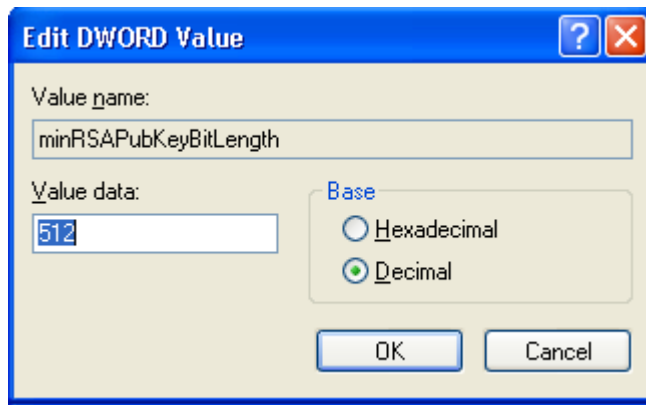 Edit DWORD Value
Value name:
minRSAPubKeyBitLength
Value data:
512
Base
Hexadecimal
Decimal
OK
Cancel